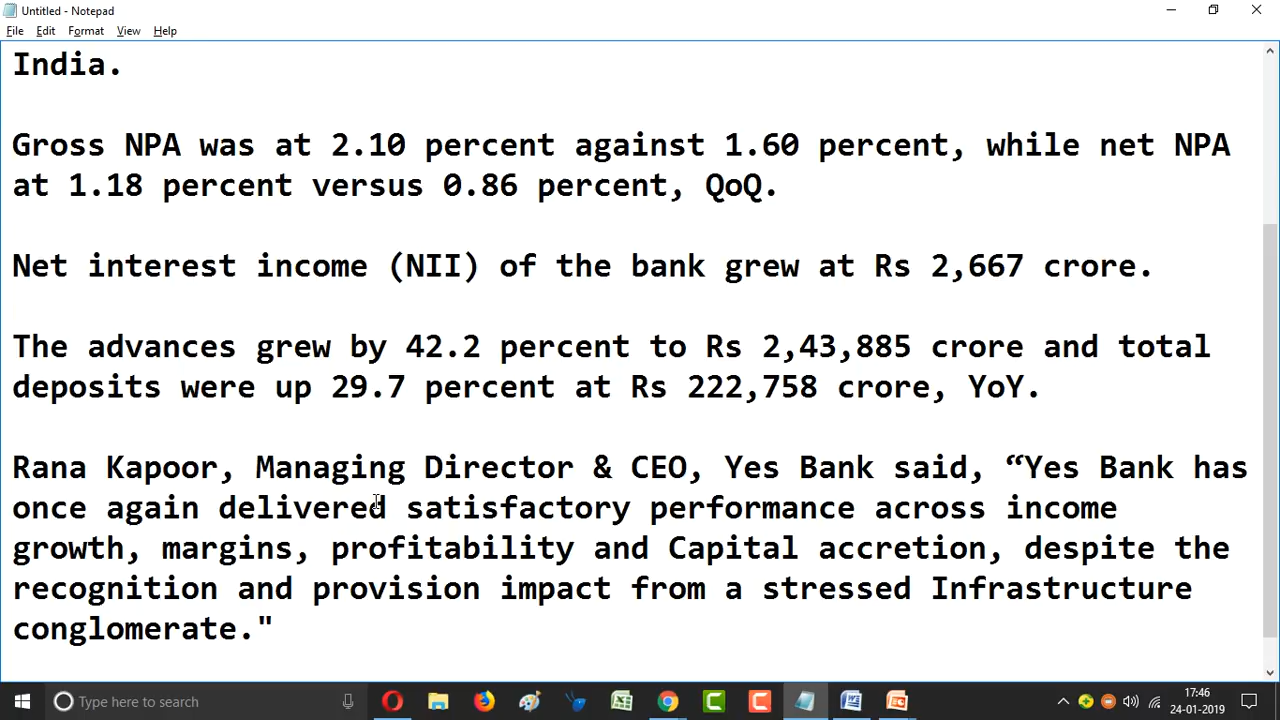 Untitled - Notepad
File Edit Format View Help
India.
Gross NPA was at 2.10 percent against 1.60 percent, while net NPA
at 1.18 percent versus 0.86 percent, QoQ.
Net interest income (NII) of the bank grew at Rs 2,667 crore.
The advances grew by 42.2 percent to Rs 2,43,885 crore and total
deposits were up 29.7 percent at Rs 222,758 crore, YoY.
Rana Kapoor, Managing Director & CEO, Yes Bank said, “Yes Bank has
once again delivered satisfactory performance across income
growth, margins, profitability and Capital accretion, despite the
recognition and provision impact from a stressed Infrastructure
conglomerate."
Type here to search
17:46
24-01-2019